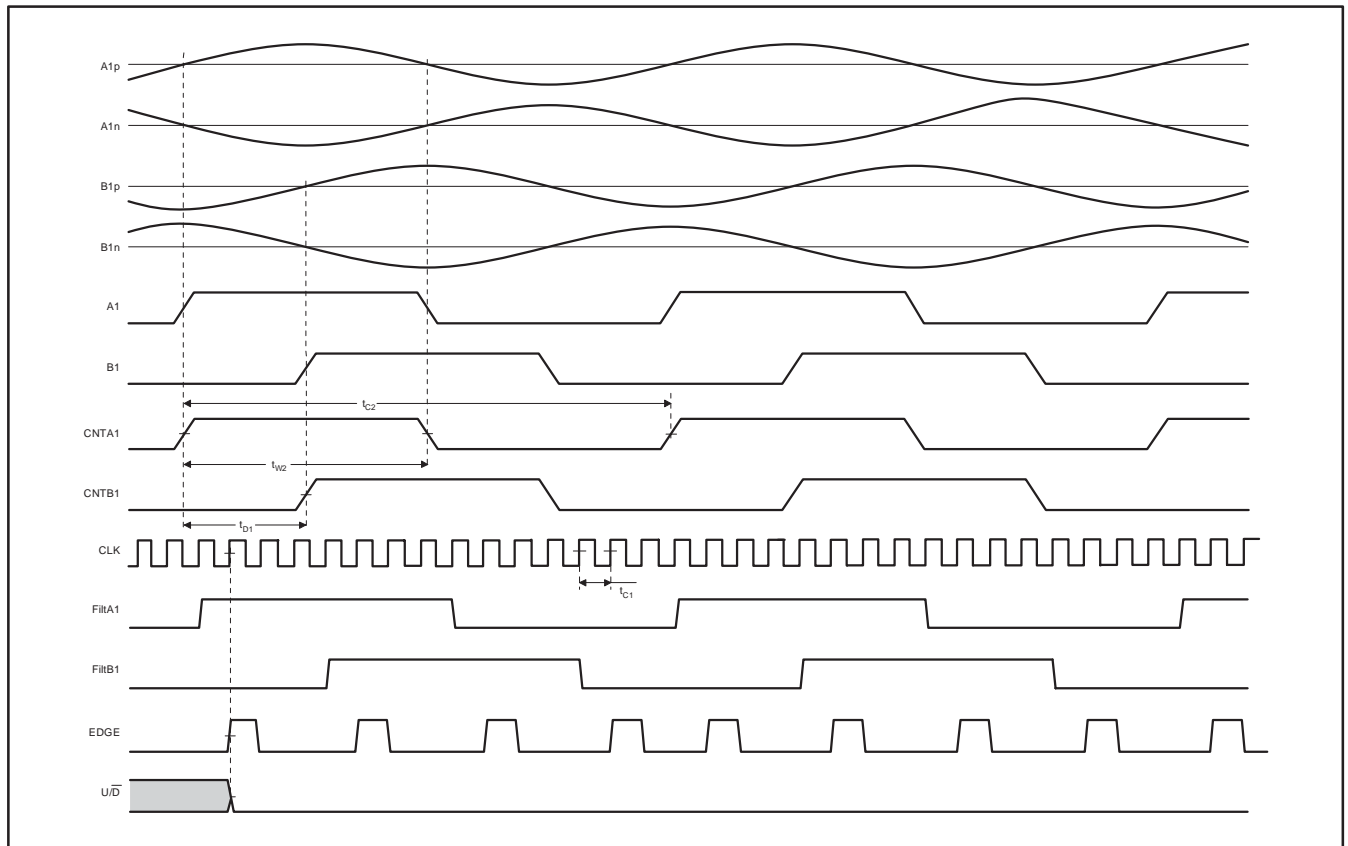 A1p
A1n
B1p
B1n
A1
B1
tC2
CNTA1
tW2
CNTB1
tD1
CLK
tC1
FiltA1
FiltB1
EDGE
U/D̅